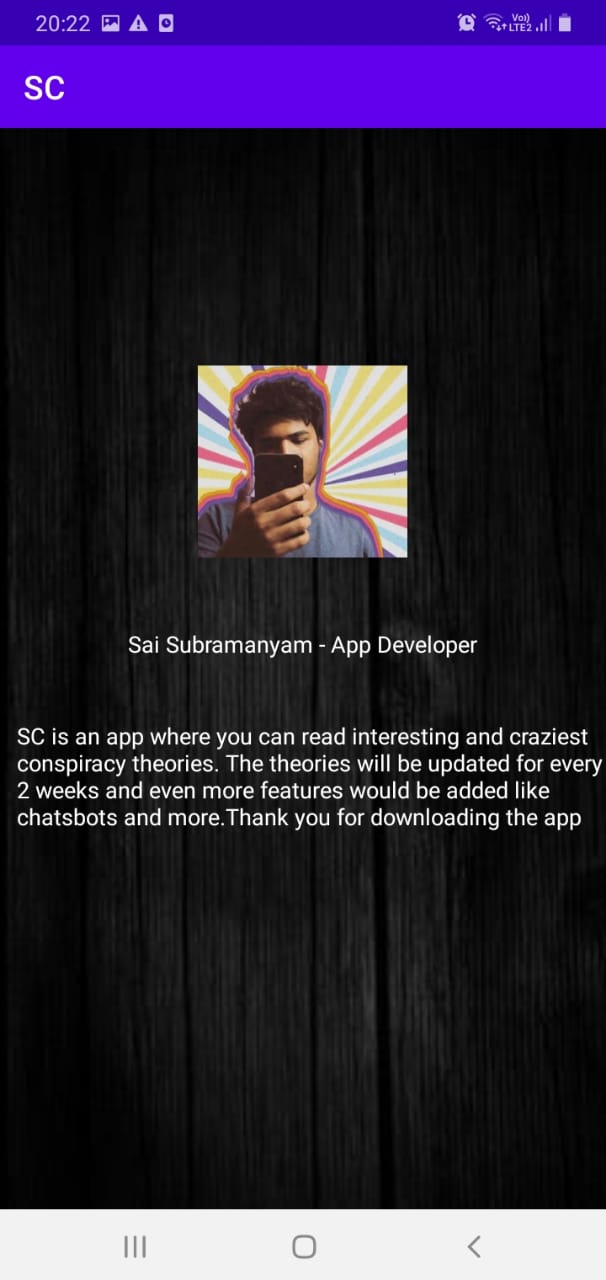 20:22
Vo)) LTE2
SC
Sai Subramanyam - App Developer
SC is an app where you can read interesting and craziest
conspiracy theories. The theories will be updated for every
2 weeks and even more features would be added like
chatsbots and more.Thank you for downloading the app